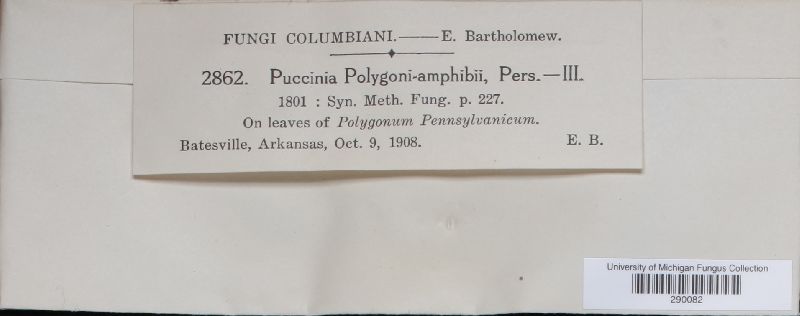 FUNGI COLUMBIANI.——E. Bartholomew.
2862. Puccinia Polygoni-amphibii, Pers.—III.
1801 : Syn. Meth. Fung. p. 227.
On leaves of Polygonum Pennsylvanicum.
Batesville, Arkansas, Oct. 9, 1908. E. B.
University of Michigan Fungus Collection
290082